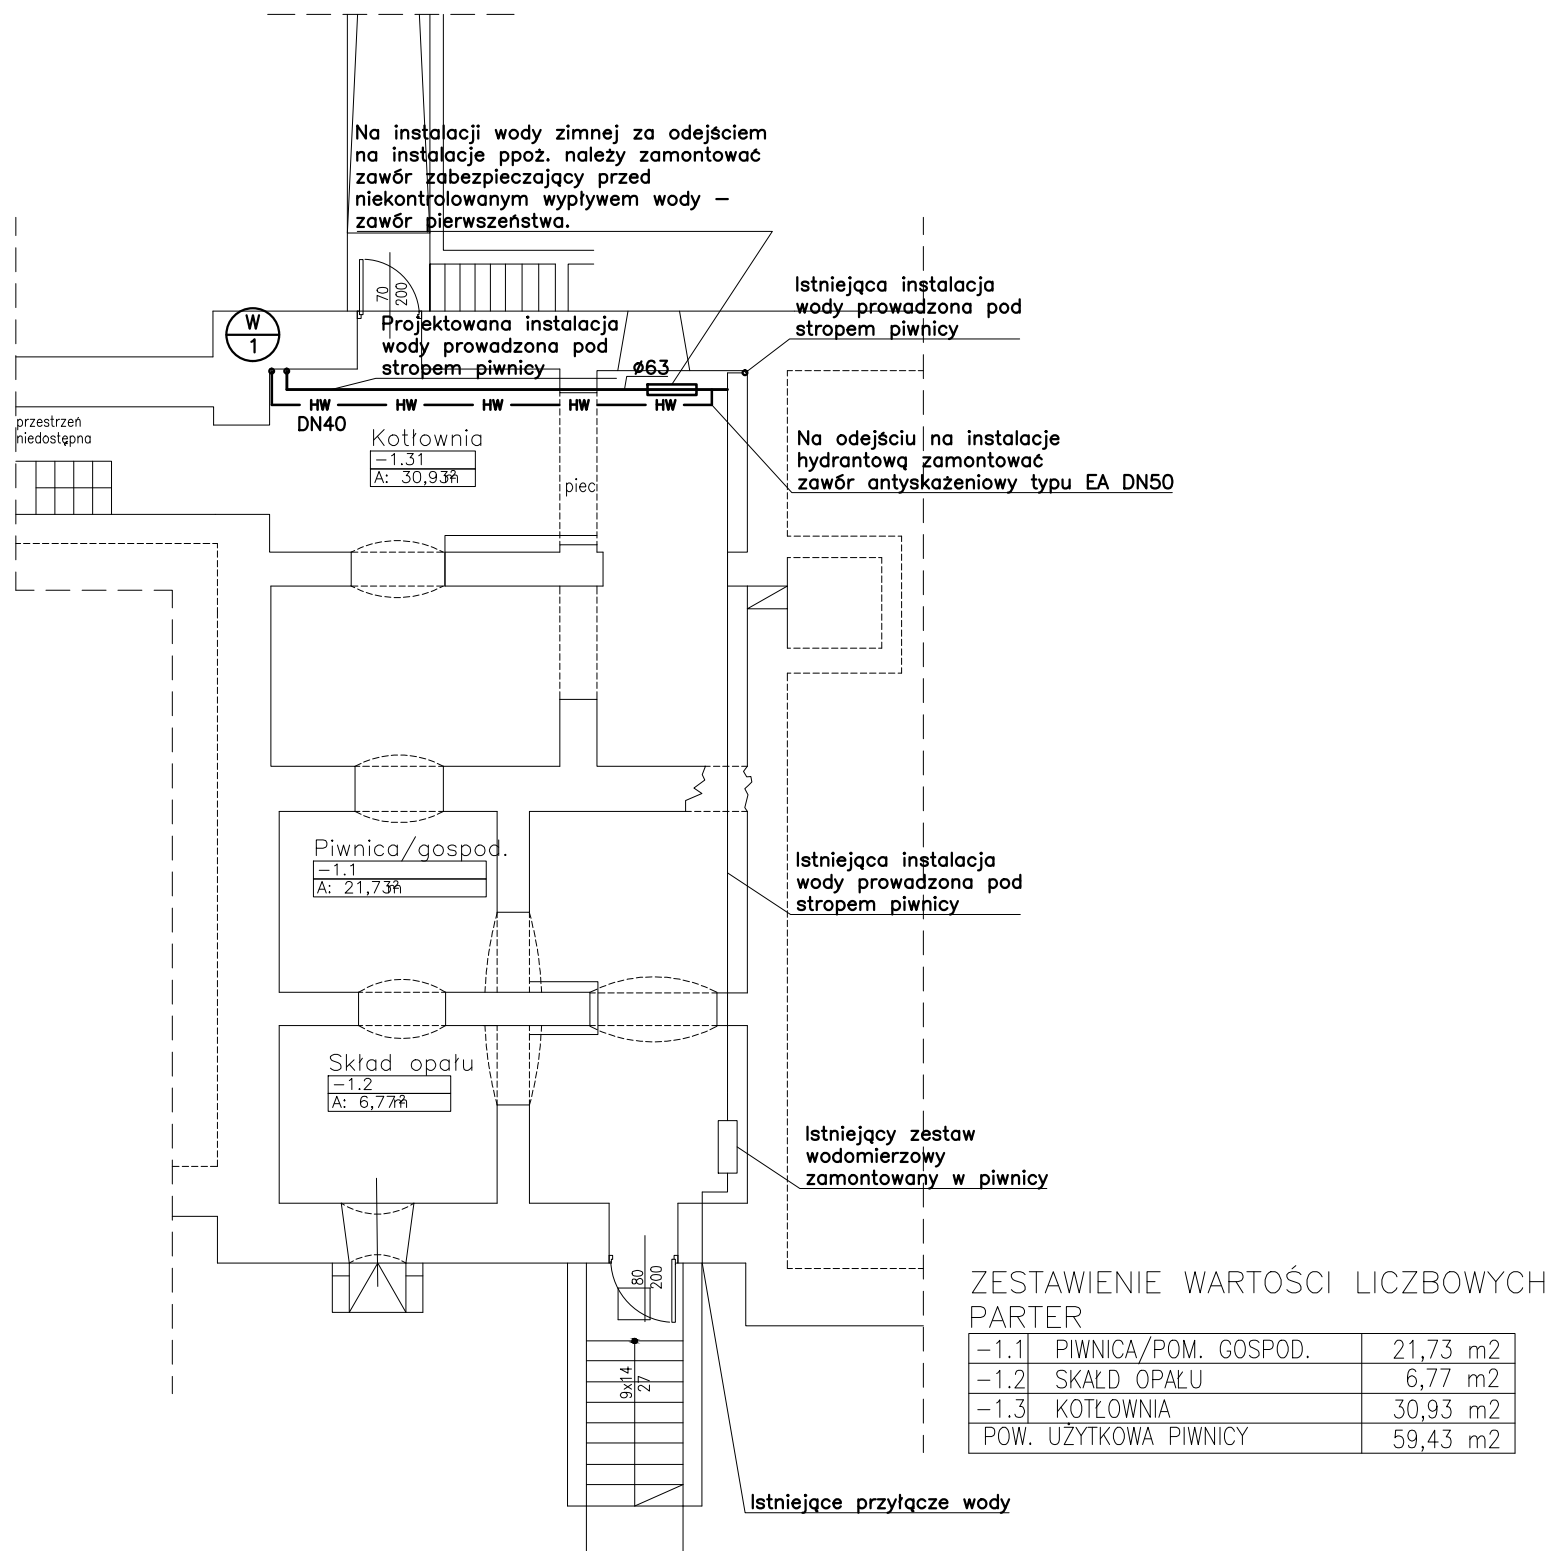 Na instalacji wody zimnej za odejściem
na instalacje ppoż. należy zamontować
zawór zabezpieczający przed
niekontrolowanym wypływem wody –
zawór pierwszeństwa.
70
200
Istniejąca instalacja
wody prowadzona pod
stropem piwnicy
W
1
Projektowana instalacja
wody prowadzona pod
stropem piwnicy
ø63
HW HW HW HW HW
DN40
przestrzeń
niedostępna
Kotłownia
-1.31
A: 30,93m²
piec
Na odejściu na instalacje
hydrantową zamontować
zawór antyskażeniowy typu EA DN50
Piwnica/gospod.
-1.1
A: 21,73m²
Istniejąca instalacja
wody prowadzona pod
stropem piwnicy
Skład opału
-1.2
A: 6,77m²
Istniejący zestaw
wodomierzowy
zamontowany w piwnicy
80
200
9x14
27
Istniejące przyłącze wody
ZESTAWIENIE WARTOŚCI LICZBOWYCH
PARTER
-1.1 PIWNICA/POM. GOSPOD. 21,73 m2
-1.2 SKAŁD OPAŁU 6,77 m2
-1.3 KOTŁOWNIA 30,93 m2
POW. UŻYTKOWA PIWNICY 59,43 m2